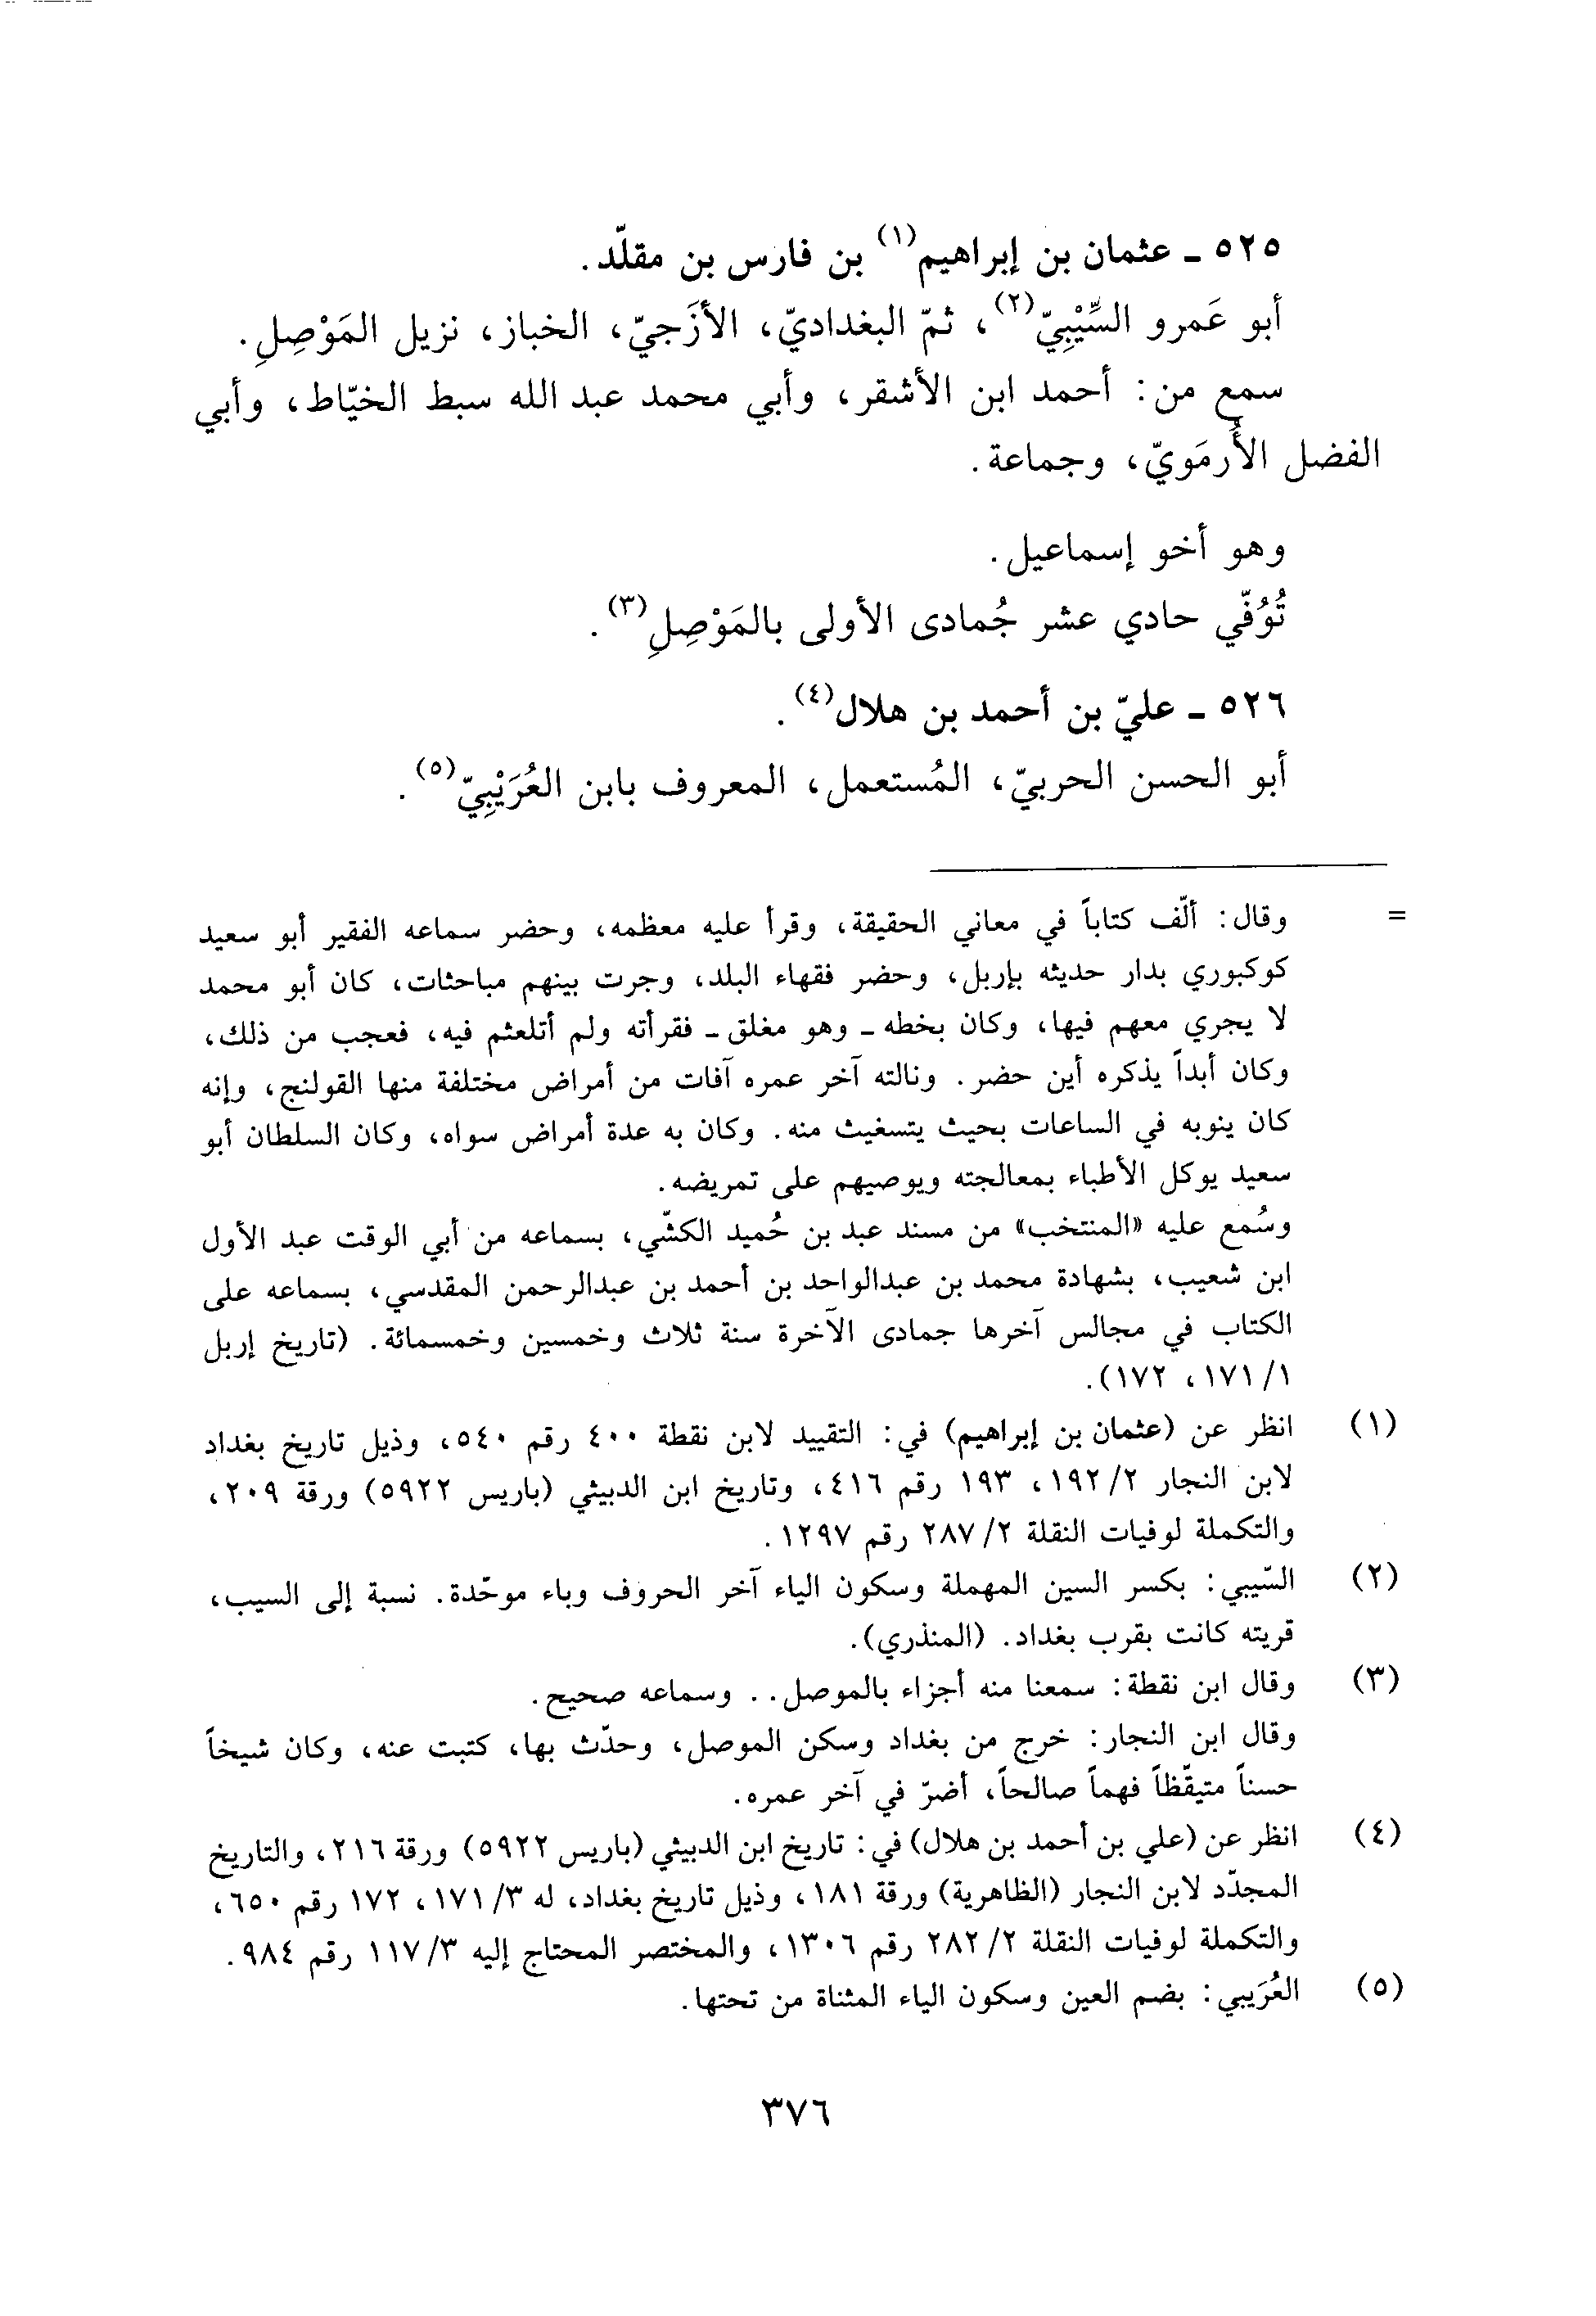 ٥٢٥ ـ عثمان بن إبراهيم(١) بن فارس بن مقلّد.
أبو عَمرو السِّيْبِيّ(٢)، ثمّ البغداديّ، الأزَجيّ، الخباز، نزيل المَوْصِلِ.
سمع من: أحمد ابن الأشقر، وأبي محمد عبد الله سبط الخيّاط، وأبي
الفضل الأُرمَويّ، وجماعة.
وهو أخو إسماعيل.
تُوُفّي حادي عشر جُمادى الأولى بالمَوْصِلِ(٣).
٥٢٦ ـ عليّ بن أحمد بن هلال(٤).
أبو الحسن الحربيّ، المُستعمل، المعروف بابن العُرَيْبِيّ(٥).
= وقال: ألّف كتاباً في معاني الحقيقة، وقرأ عليه معظمه، وحضر سماعه الفقير أبو سعيد
كوكبوري بدار حديثه بإربل، وحضر فقهاء البلد، وجرت بينهم مباحثات، كان أبو محمد
لا يجري معهم فيها، وكان بخطه ـ وهو مغلق ـ فقرأته ولم أتلعثم فيه، فعجب من ذلك،
وكان أبداً يذكره أين حضر. ونالته آخر عمره آفات من أمراض مختلفة منها القولنج، وإنه
كان ينوبه في الساعات بحيث يتسغيث منه. وكان به عدة أمراض سواه، وكان السلطان أبو
سعيد يوكل الأطباء بمعالجته ويوصيهم على تمريضه.
وسُمع عليه «المنتخب» من مسند عبد بن حُميد الكشّي، بسماعه من أبي الوقت عبد الأول
ابن شعيب، بشهادة محمد بن عبدالواحد بن أحمد بن عبدالرحمن المقدسي، بسماعه على
الكتاب في مجالس آخرها جمادى الآخرة سنة ثلاث وخمسين وخمسمائة. (تاريخ إربل
١/ ١٧١، ١٧٢).
(١) انظر عن (عثمان بن إبراهيم) في: التقييد لابن نقطة ٤٠٠ رقم ٥٤٠، وذيل تاريخ بغداد
لابن النجار ٢/ ١٩٢، ١٩٣ رقم ٤١٦، وتاريخ ابن الدبيثي (باريس ٥٩٢٢) ورقة ٢٠٩،
والتكملة لوفيات النقلة ٢/ ٢٨٧ رقم ١٢٩٧.
(٢) السّيبي: بكسر السين المهملة وسكون الياء آخر الحروف وباء موحّدة. نسبة إلى السيب،
قريته كانت بقرب بغداد. (المنذري).
(٣) وقال ابن نقطة: سمعنا منه أجزاء بالموصل.. وسماعه صحيح.
وقال ابن النجار: خرج من بغداد وسكن الموصل، وحدّث بها، كتبت عنه، وكان شيخاً
حسناً متيقّظاً فهماً صالحاً، أضرّ في آخر عمره.
(٤) انظر عن (علي بن أحمد بن هلال) في: تاريخ ابن الدبيثي (باريس ٥٩٢٢) ورقة ٢١٦، والتاريخ
المجدّد لابن النجار (الظاهرية) ورقة ١٨١، وذيل تاريخ بغداد، له ٣/ ١٧١، ١٧٢ رقم ٦٥٠،
والتكملة لوفيات النقلة ٢/ ٢٨٢ رقم ١٣٠٦، والمختصر المحتاج إليه ٣/ ١١٧ رقم ٩٨٤.
(٥) العُرَيبي: بضم العين وسكون الياء المثناة من تحتها.
٣٧٦